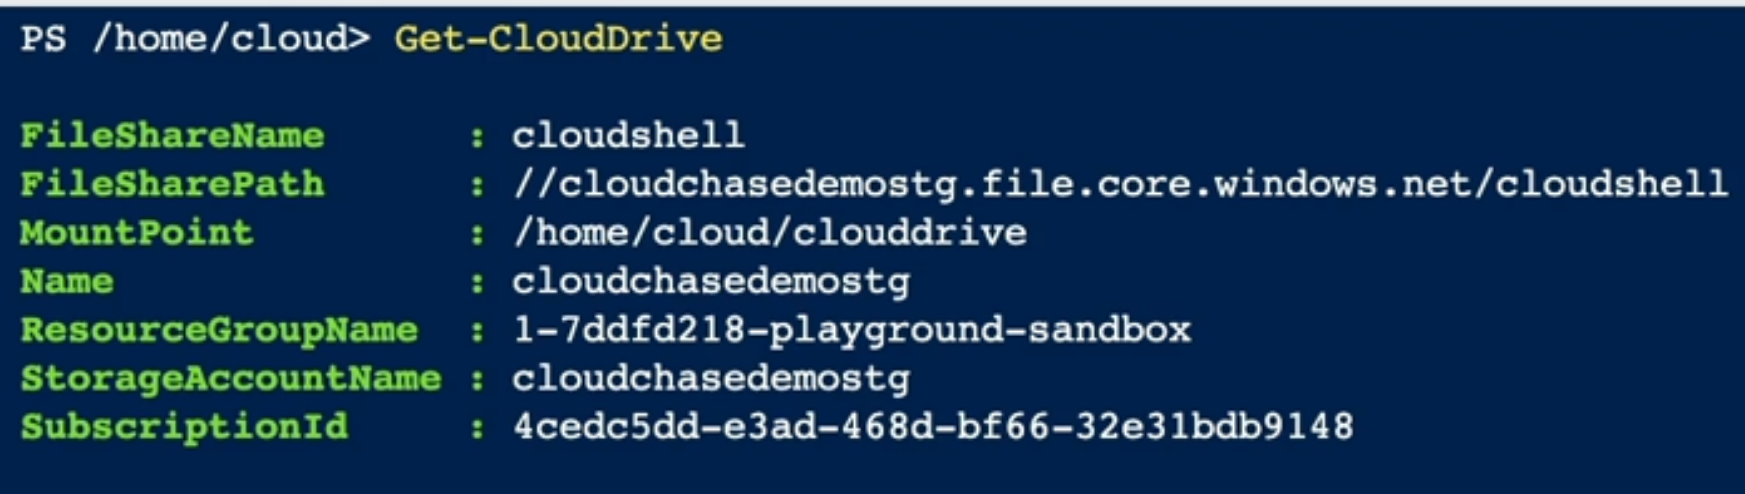 PS /home/cloud> Get-CloudDrive
FileShareName : cloudshell
FileSharePath : //cloudchasedemostg.file.core.windows.net/cloudshell
MountPoint : /home/cloud/clouddrive
Name : cloudchasedemostg
ResourceGroupName : 1-7ddfd218-playground-sandbox
StorageAccountName : cloudchasedemostg
SubscriptionId : 4cedc5dd-e3ad-468d-bf66-32e31bdb9148